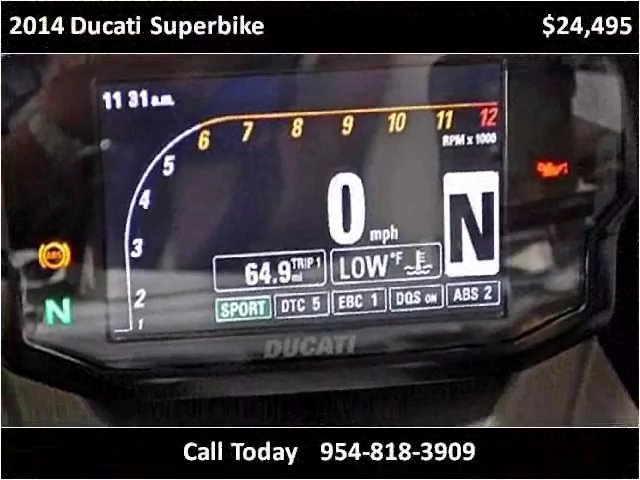 2014 Ducati Superbike $24,495
11 31 a.m.
6 7 8 9 10 11 12
RPM x 1000
5
4
3
2
1
0 mph
N
64.9 TRIP 1 mi
LOW °F
ABS
N
SPORT DTC 5 EBC 1 DQS ON ABS 2
DUCATI
Call Today 954-818-3909